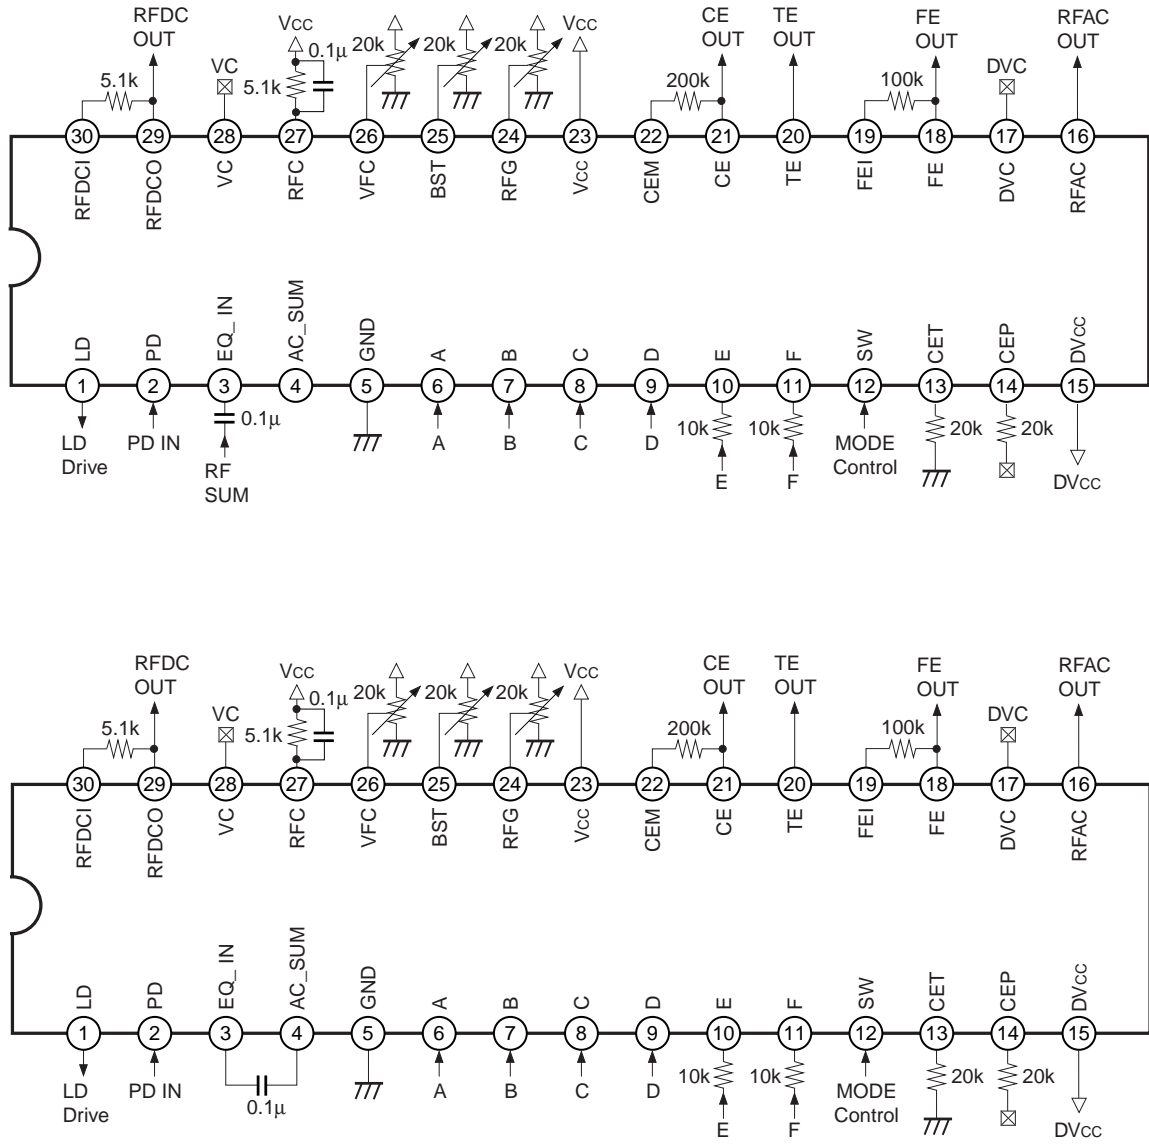 RFDC OUT
VCC
0.1µ
20k
20k
20k
VCC
CE OUT
TE OUT
FE OUT
RFAC OUT
VC
DVC
5.1k
5.1k
200k
100k
30 29 28 27 26 25 24 23 22 21 20 19 18 17 16
RFDCI RFDCO VC RFC VFC BST RFG VCC CEM CE TE FEI FE DVC RFAC
LD PD EQ_IN AC_SUM GND A B C D E F SW CET CEP DVCC
1 2 3 4 5 6 7 8 9 10 11 12 13 14 15
0.1µ
10k
10k
20k
20k
LD Drive
PD IN
RF SUM
A
B
C
D
E
F
MODE Control
DVCC
RFDC OUT
VCC
0.1µ
20k
20k
20k
VCC
CE OUT
TE OUT
FE OUT
RFAC OUT
VC
DVC
5.1k
5.1k
200k
100k
30 29 28 27 26 25 24 23 22 21 20 19 18 17 16
RFDCI RFDCO VC RFC VFC BST RFG VCC CEM CE TE FEI FE DVC RFAC
LD PD EQ_IN AC_SUM GND A B C D E F SW CET CEP DVCC
1 2 3 4 5 6 7 8 9 10 11 12 13 14 15
10k
10k
20k
20k
LD Drive
PD IN
0.1µ
A
B
C
D
E
F
MODE Control
DVCC